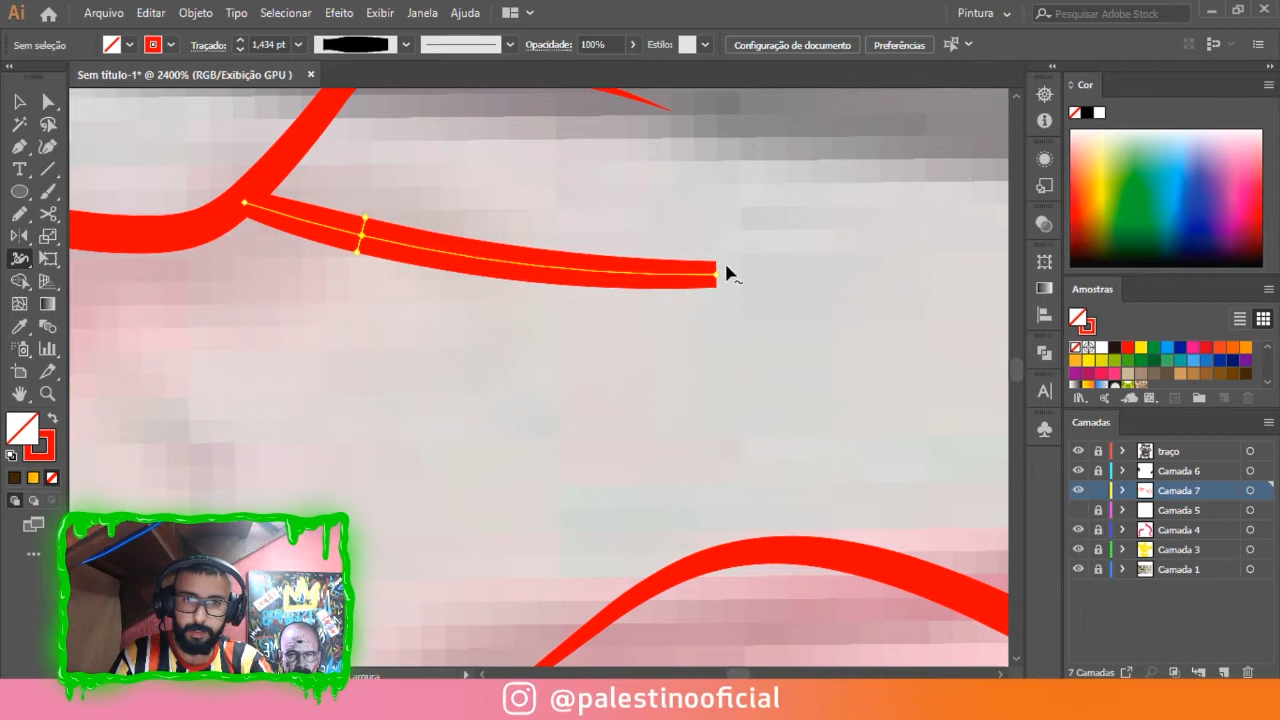 Ai
Arquivo Editar Objeto Tipo Selecionar Efeito Exibir Janela Ajuda
Pintura
Pesquisar Adobe Stock
Sem seleção
Traçado:
1,434 pt
Opacidade:
100%
Estilo:
Configuração de documento
Preferências
Sem título-1* @ 2400% (RGB/Exibição GPU)
×
Cor
Amostras
Camadas
traço
Camada 6
Camada 7
Camada 5
Camada 4
Camada 3
Camada 1
7 Camadas
@palestinooficial